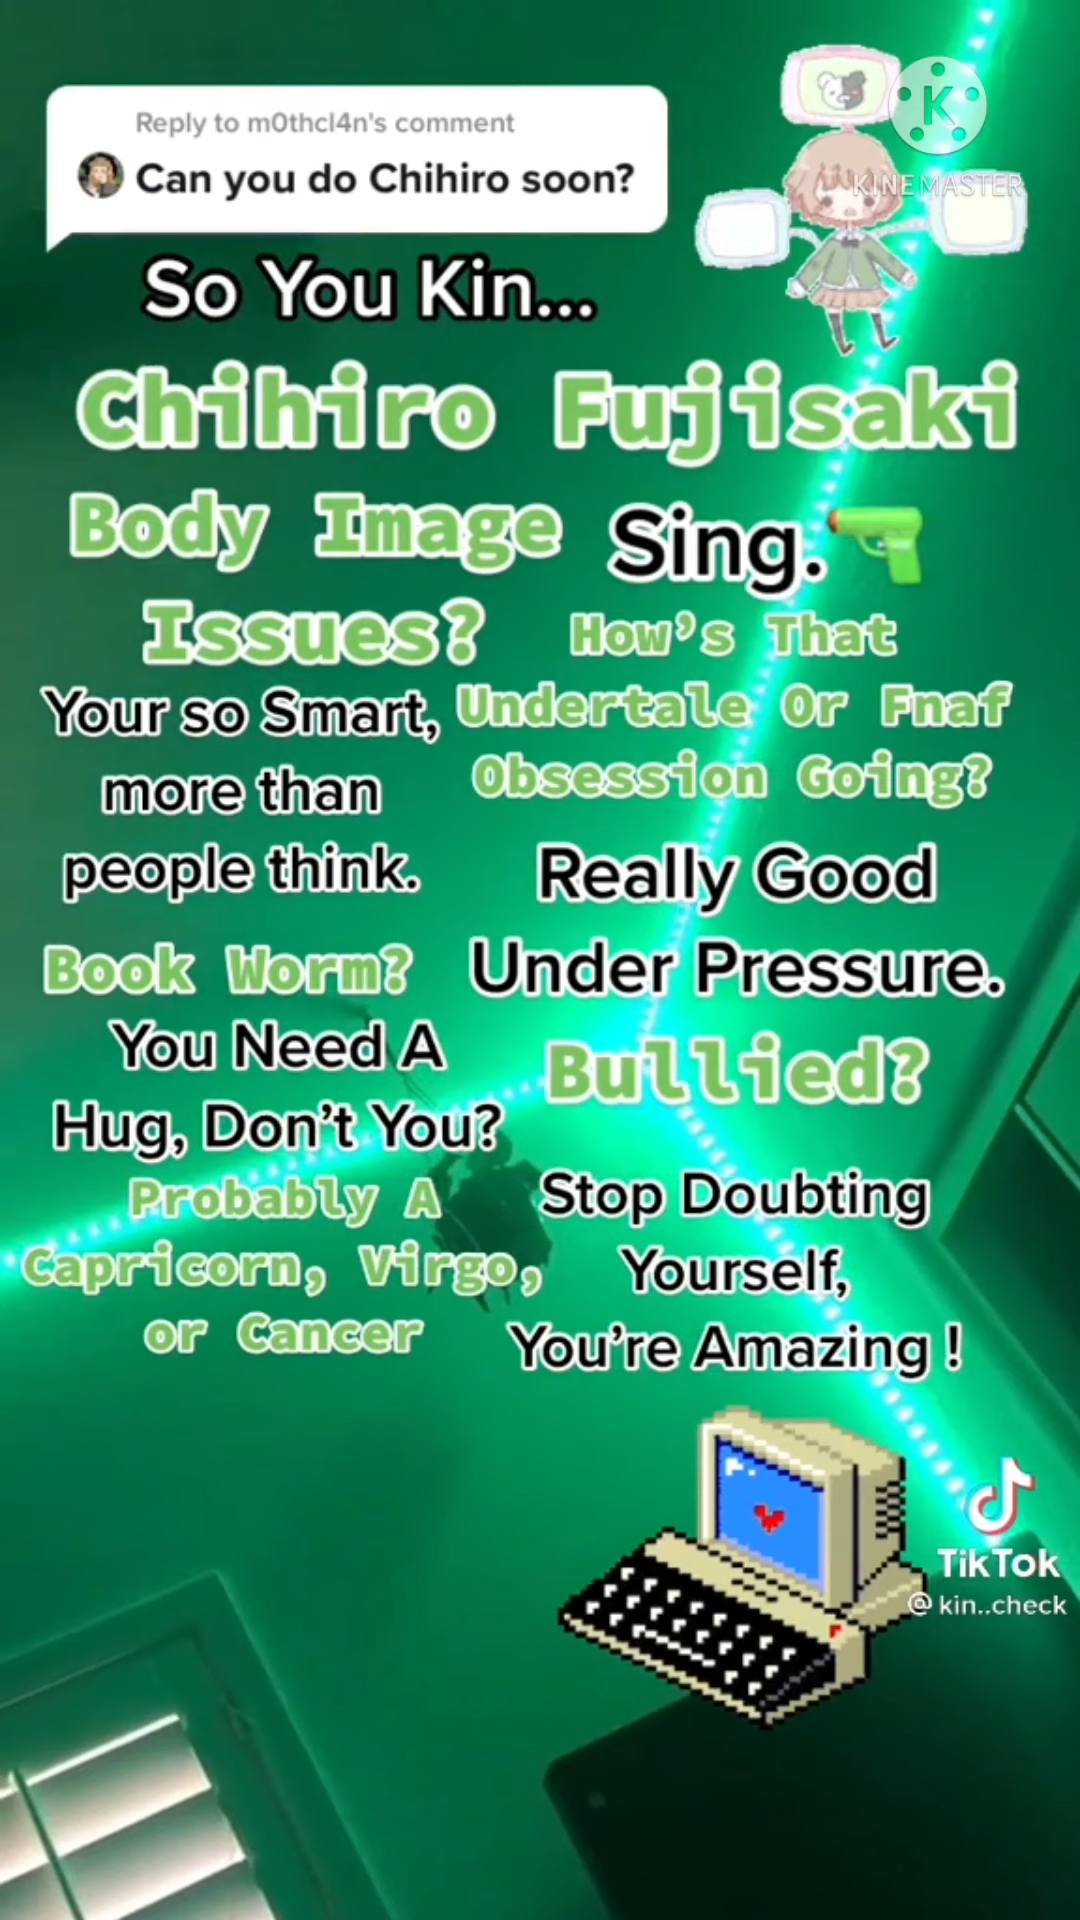 Reply to m0thcl4n's comment
Can you do Chihiro soon?
K
KINEMASTER
So You Kin...
Chihiro Fujisaki
Body Image
Issues?
Your so Smart,
more than
people think.
Book Worm?
You Need A
Hug, Don't You?
Probably A
Capricorn, Virgo,
or Cancer
Sing.
How's That
Undertale Or Fnaf
Obsession Going?
Really Good
Under Pressure.
Bullied?
Stop Doubting
Yourself,
You're Amazing !
TikTok
@kin..check